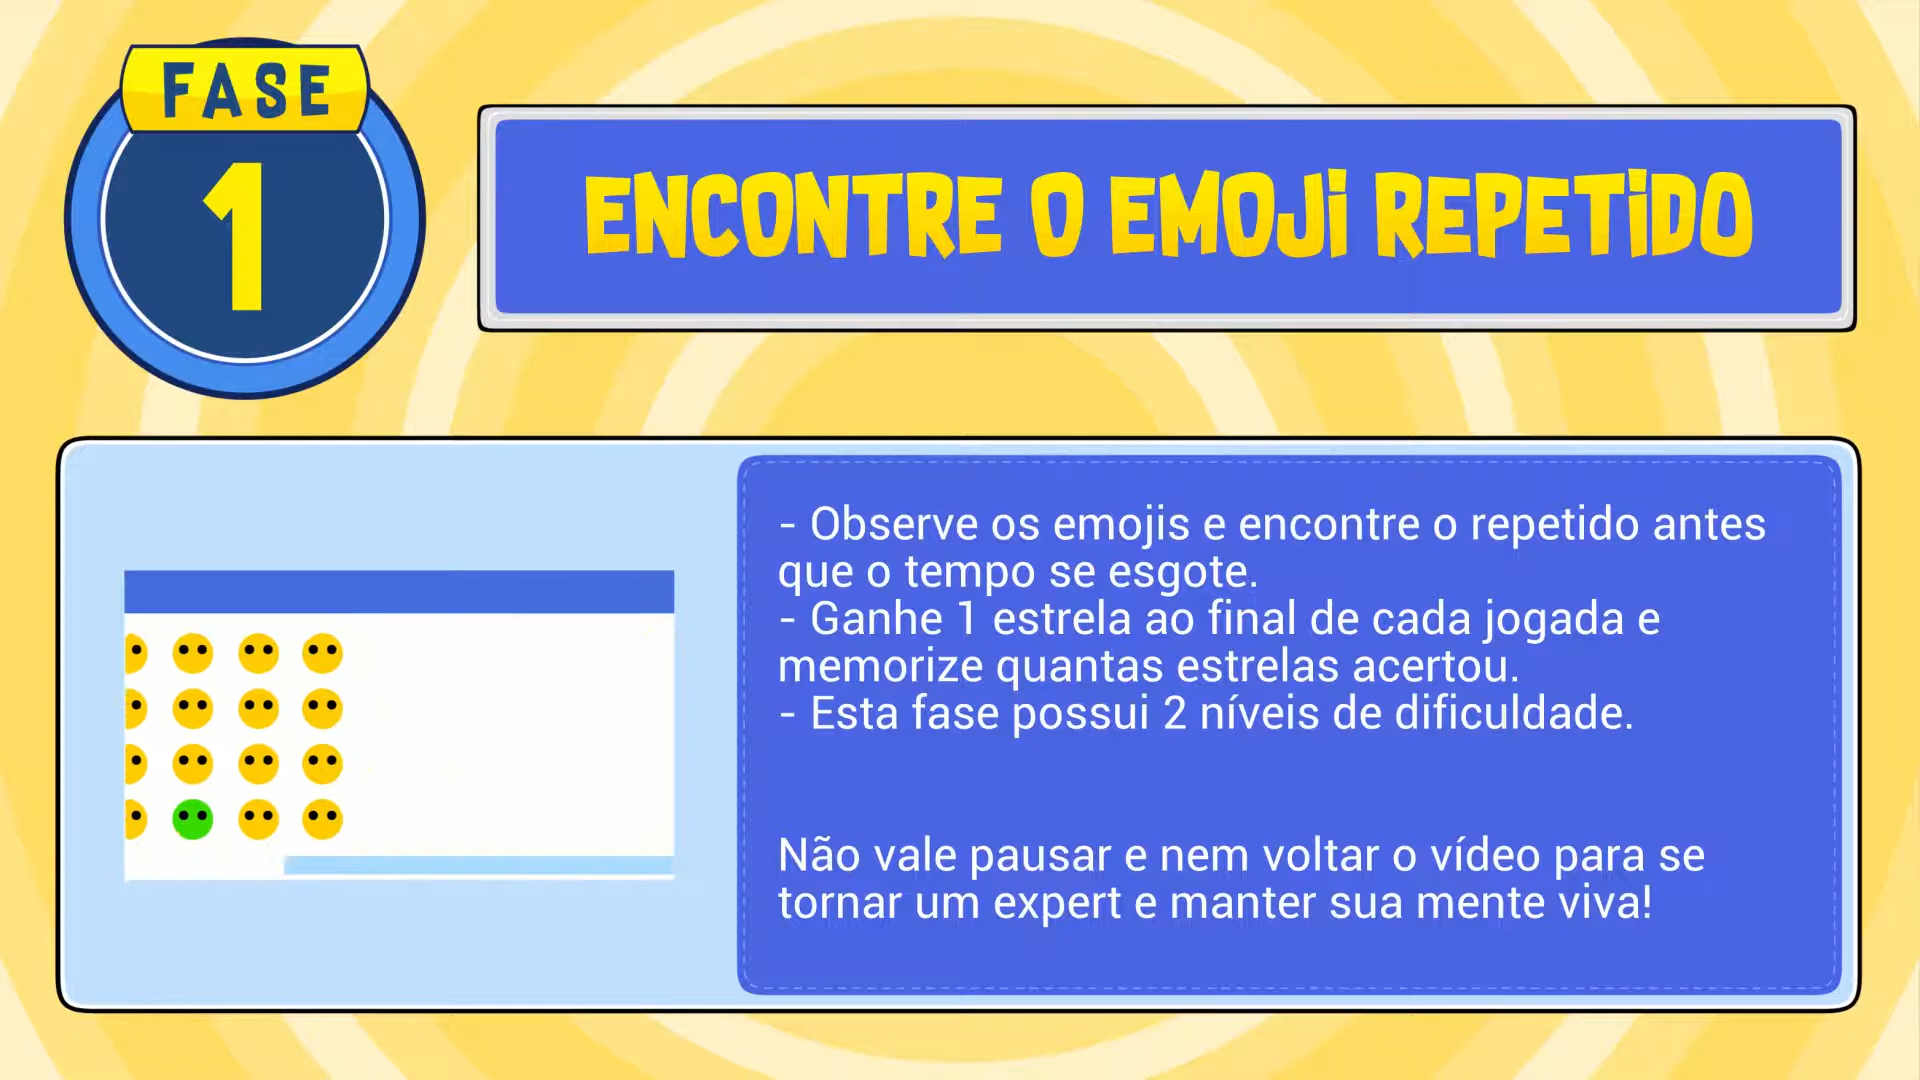 FASE
1
ENCONTRE O EMOJI REPETIDO
- Observe os emojis e encontre o repetido antes
que o tempo se esgote.
- Ganhe 1 estrela ao final de cada jogada e
memorize quantas estrelas acertou.
- Esta fase possui 2 níveis de dificuldade.
Não vale pausar e nem voltar o vídeo para se
tornar um expert e manter sua mente viva!